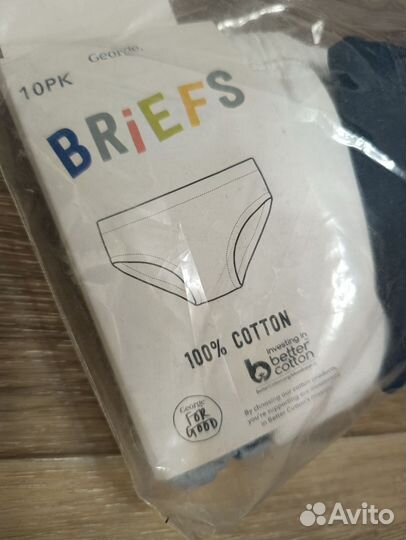 George.
10PK
BRiEFS
100% COTTON
investing in
better
cotton
George
FOR
GOOD
By choosing our cotton products,
you're supporting the investment
in Better Cotton's mission.
Avito